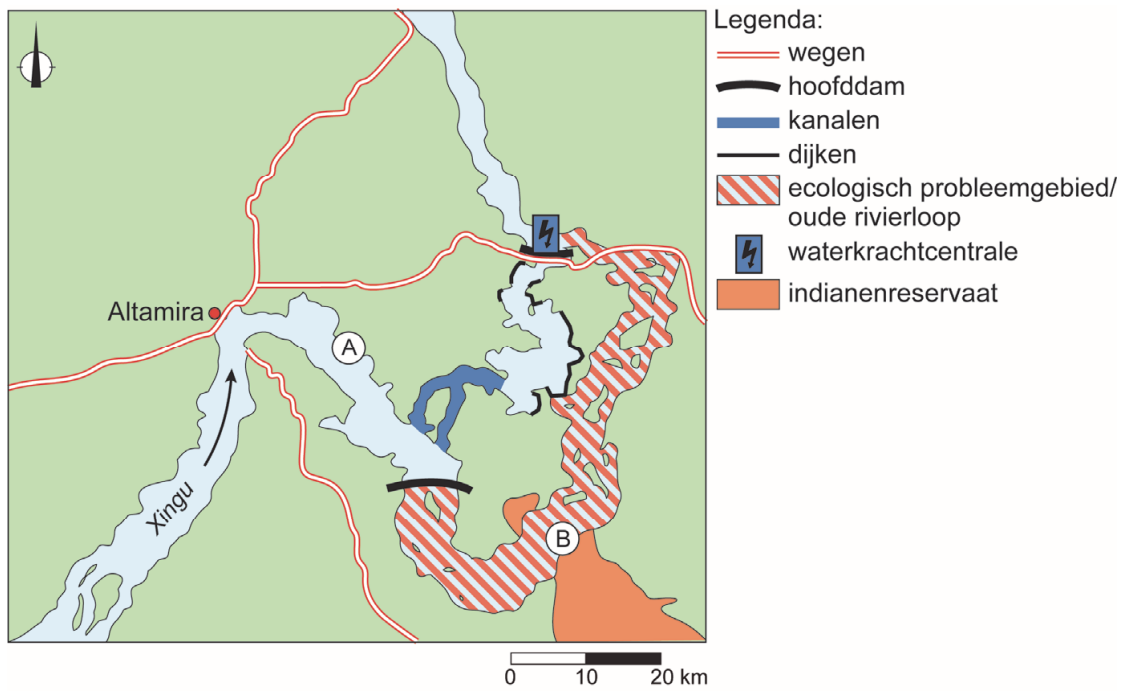 Legenda:
wegen
hoofddam
kanalen
dijken
ecologisch probleemgebied/
oude rivierloop
waterkrachtcentrale
indianenreservaat
Altamira
A
Xingu
B
0 10 20 km